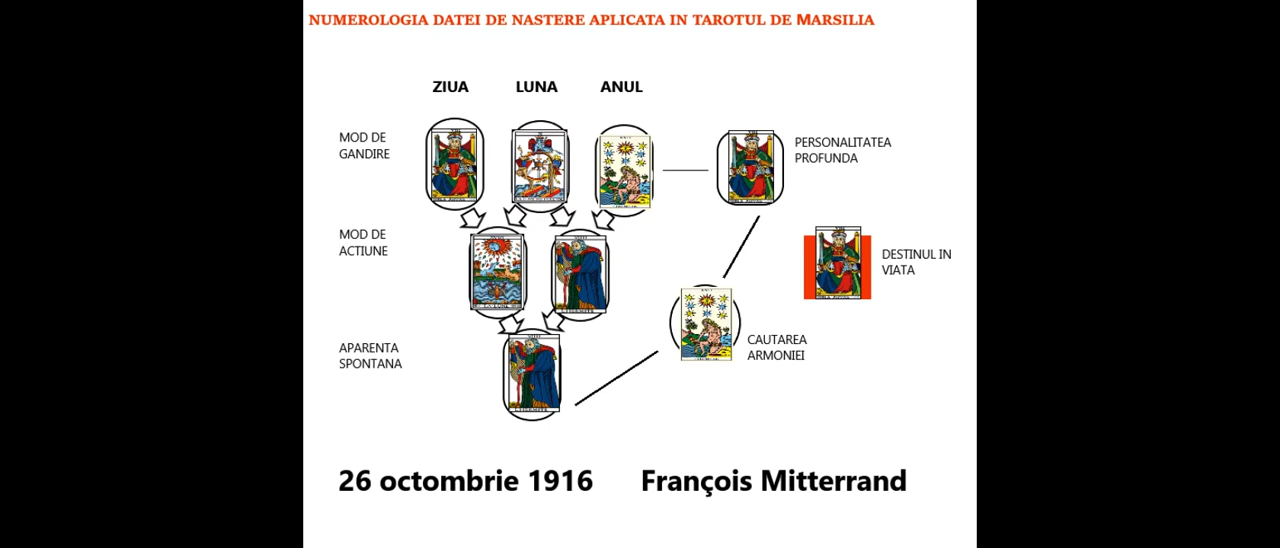 NUMEROLOGIA DATEI DE NASTERE APLICATA IN TAROTUL DE MARSILIA
ZIUA LUNA ANUL
MOD DE
GANDIRE
PERSONALITATEA
PROFUNDA
MOD DE
ACTIUNE
DESTINUL IN
VIATA
CAUTAREA
ARMONIEI
APARENTA
SPONTANA
26 octombrie 1916 François Mitterrand